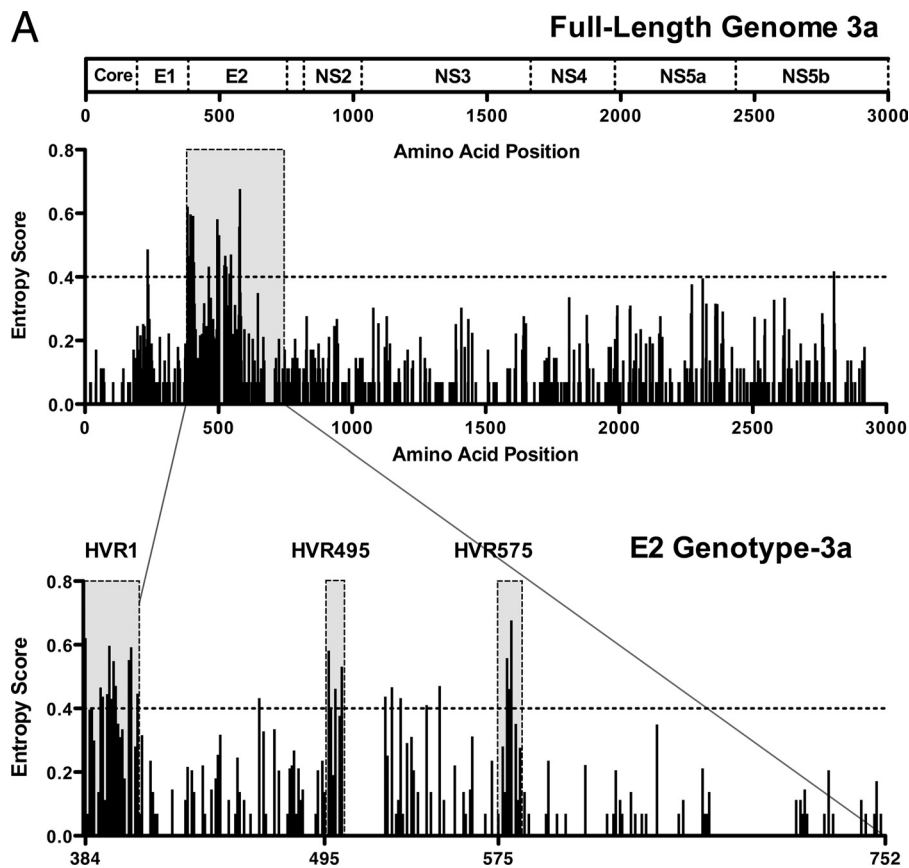 A
Full-Length Genome 3a
Core E1 E2 NS2 NS3 NS4 NS5a NS5b
0 500 1000 1500 2000 2500 3000
Amino Acid Position
Entropy Score
0.8
0.6
0.4
0.2
0.0
0 500 1000 1500 2000 2500 3000
Amino Acid Position
HVR1 HVR495 HVR575 E2 Genotype-3a
Entropy Score
0.8
0.6
0.4
0.2
0.0
384 495 575 752